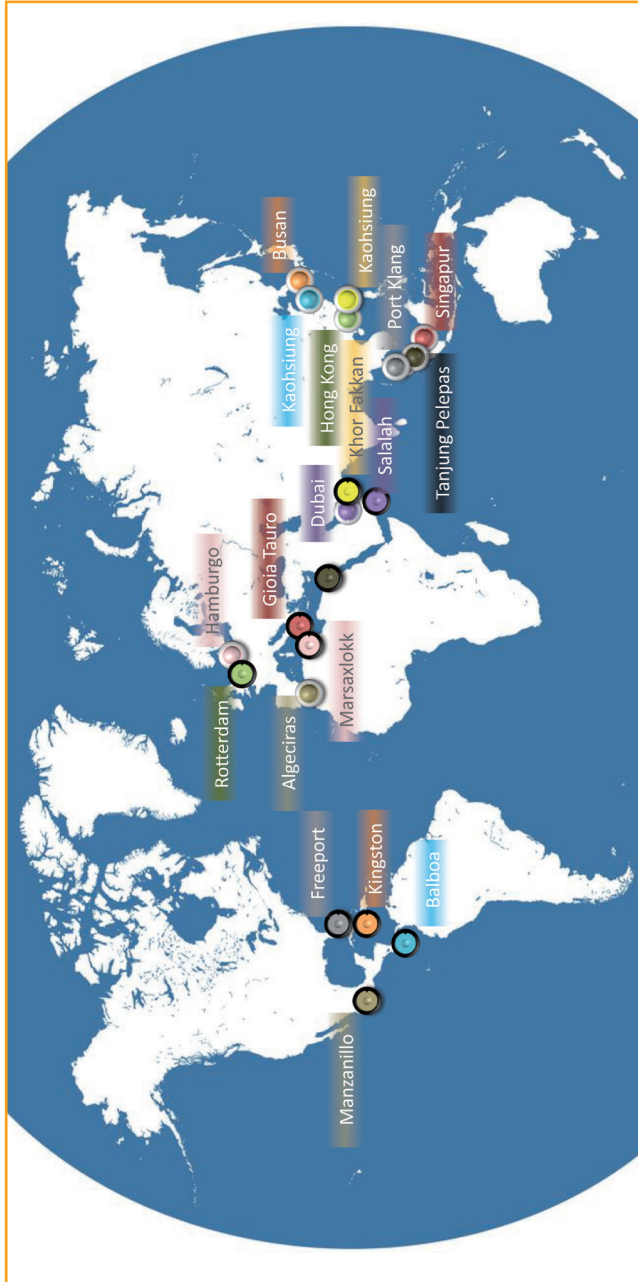 Hamburgo
Rotterdam
Gioia Tauro
Algeciras
Marsaxlokk
Dubai
Khor Fakkan
Salalah
Busan
Kaohsiung
Hong Kong
Kaohsiung
Port Klang
Singapur
Tanjung Pelepas
Freeport
Kingston
Manzanillo
Balboa